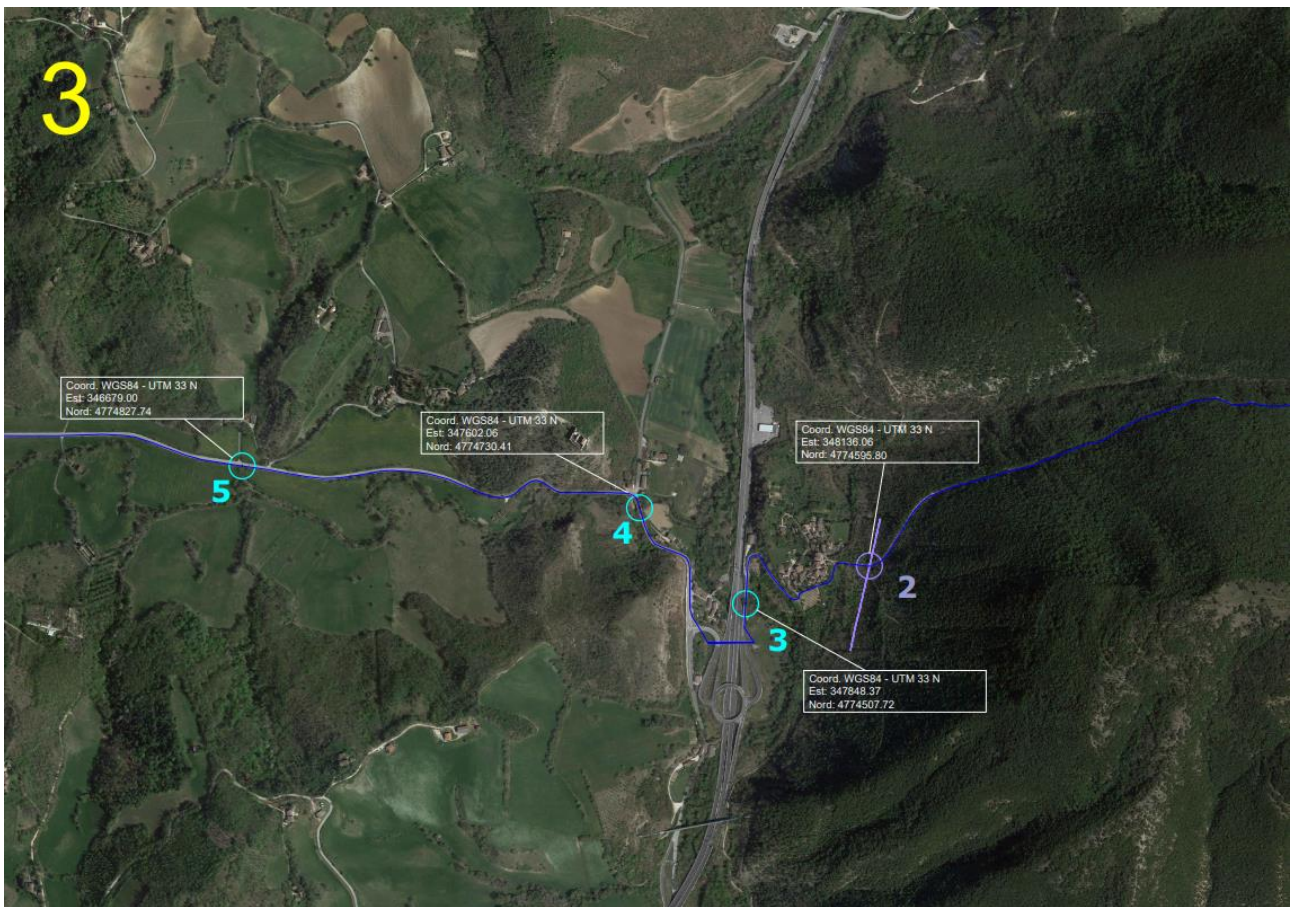 3
Coord. WGS84 - UTM 33 N
Est: 346679.00
Nord: 4774827.74
Coord. WGS84 - UTM 33 N
Est: 347602.06
Nord: 4774730.41
Coord. WGS84 - UTM 33 N
Est: 348136.06
Nord: 4774595.80
5
4
2
3
Coord. WGS84 - UTM 33 N
Est: 347848.37
Nord: 4774507.72